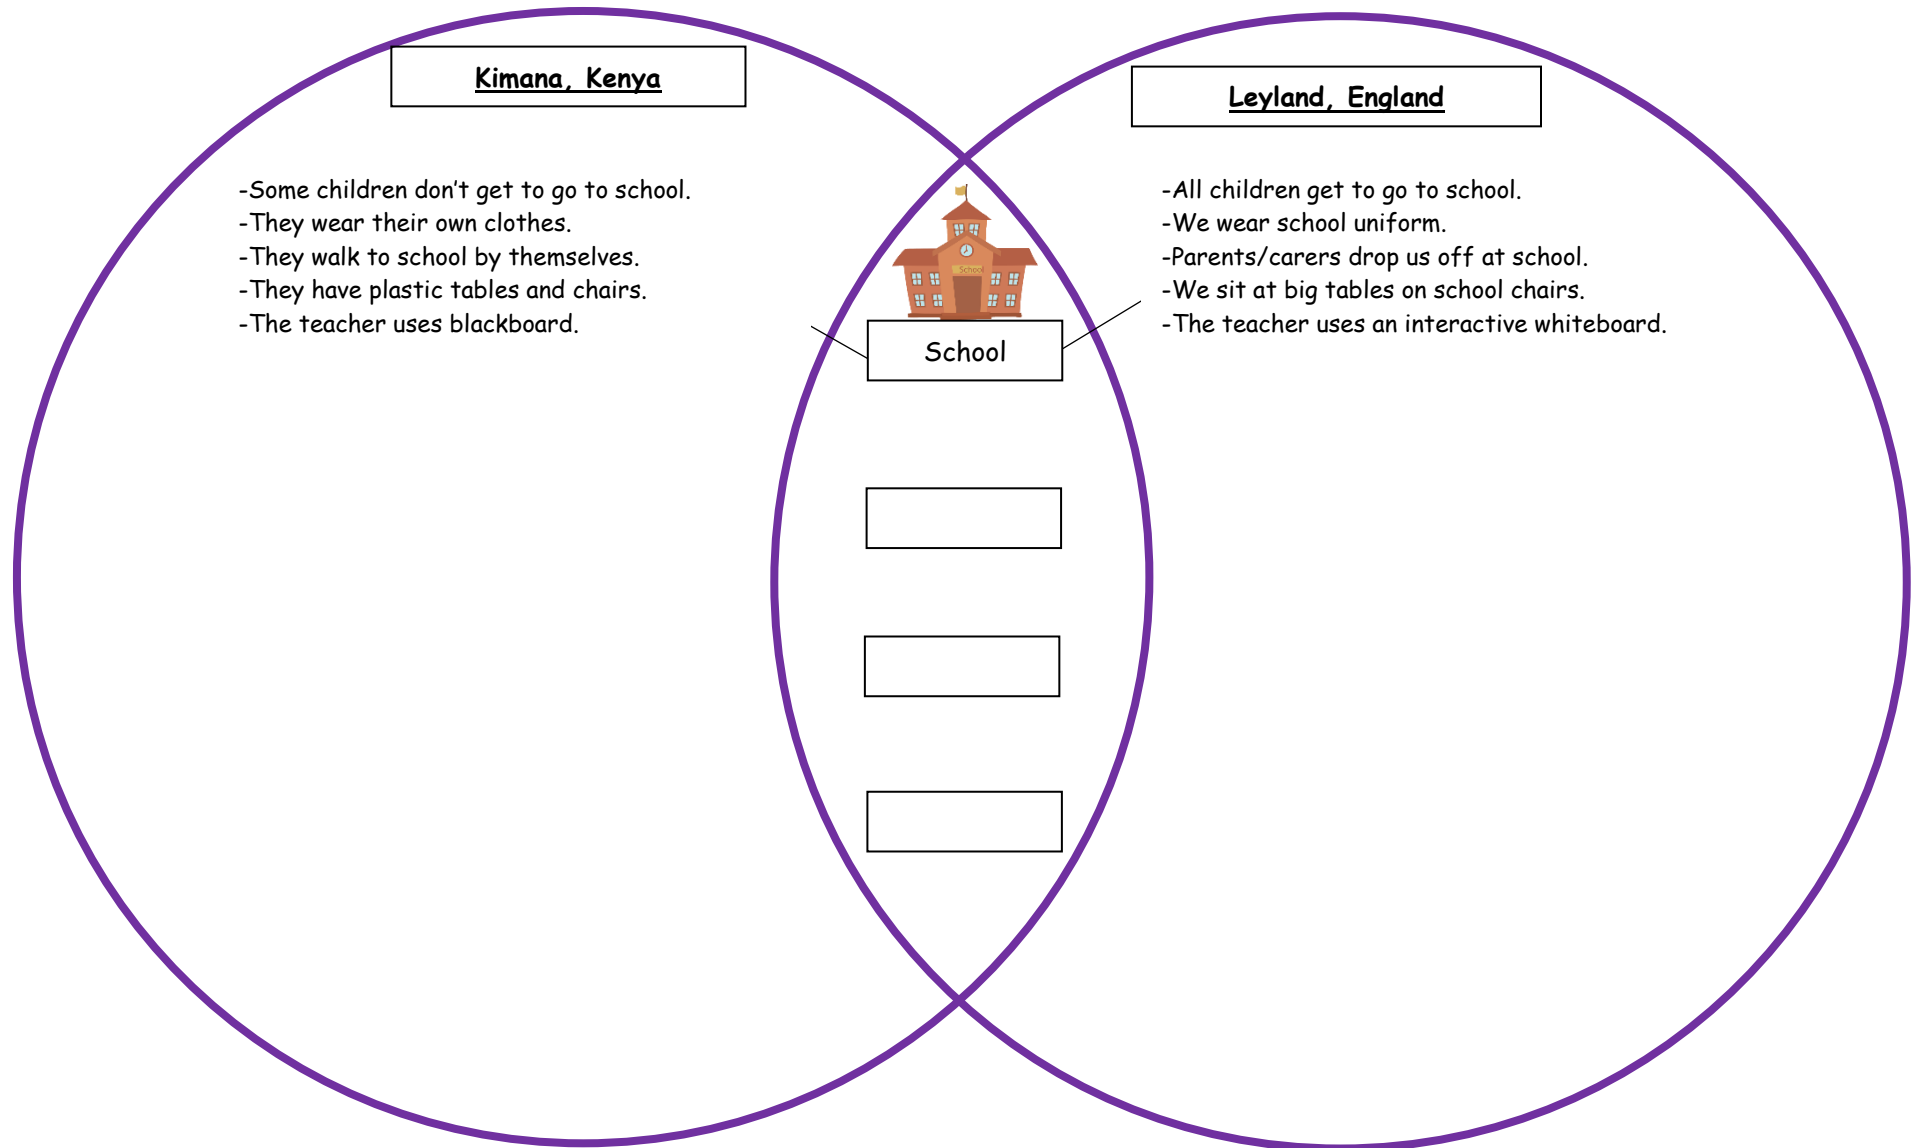 Kimana, Kenya
-Some children don't get to go to school.
-They wear their own clothes.
-They walk to school by themselves.
-They have plastic tables and chairs.
-The teacher uses blackboard.
Leyland, England
-All children get to go to school.
-We wear school uniform.
-Parents/carers drop us off at school.
-We sit at big tables on school chairs.
-The teacher uses an interactive whiteboard.
School
School